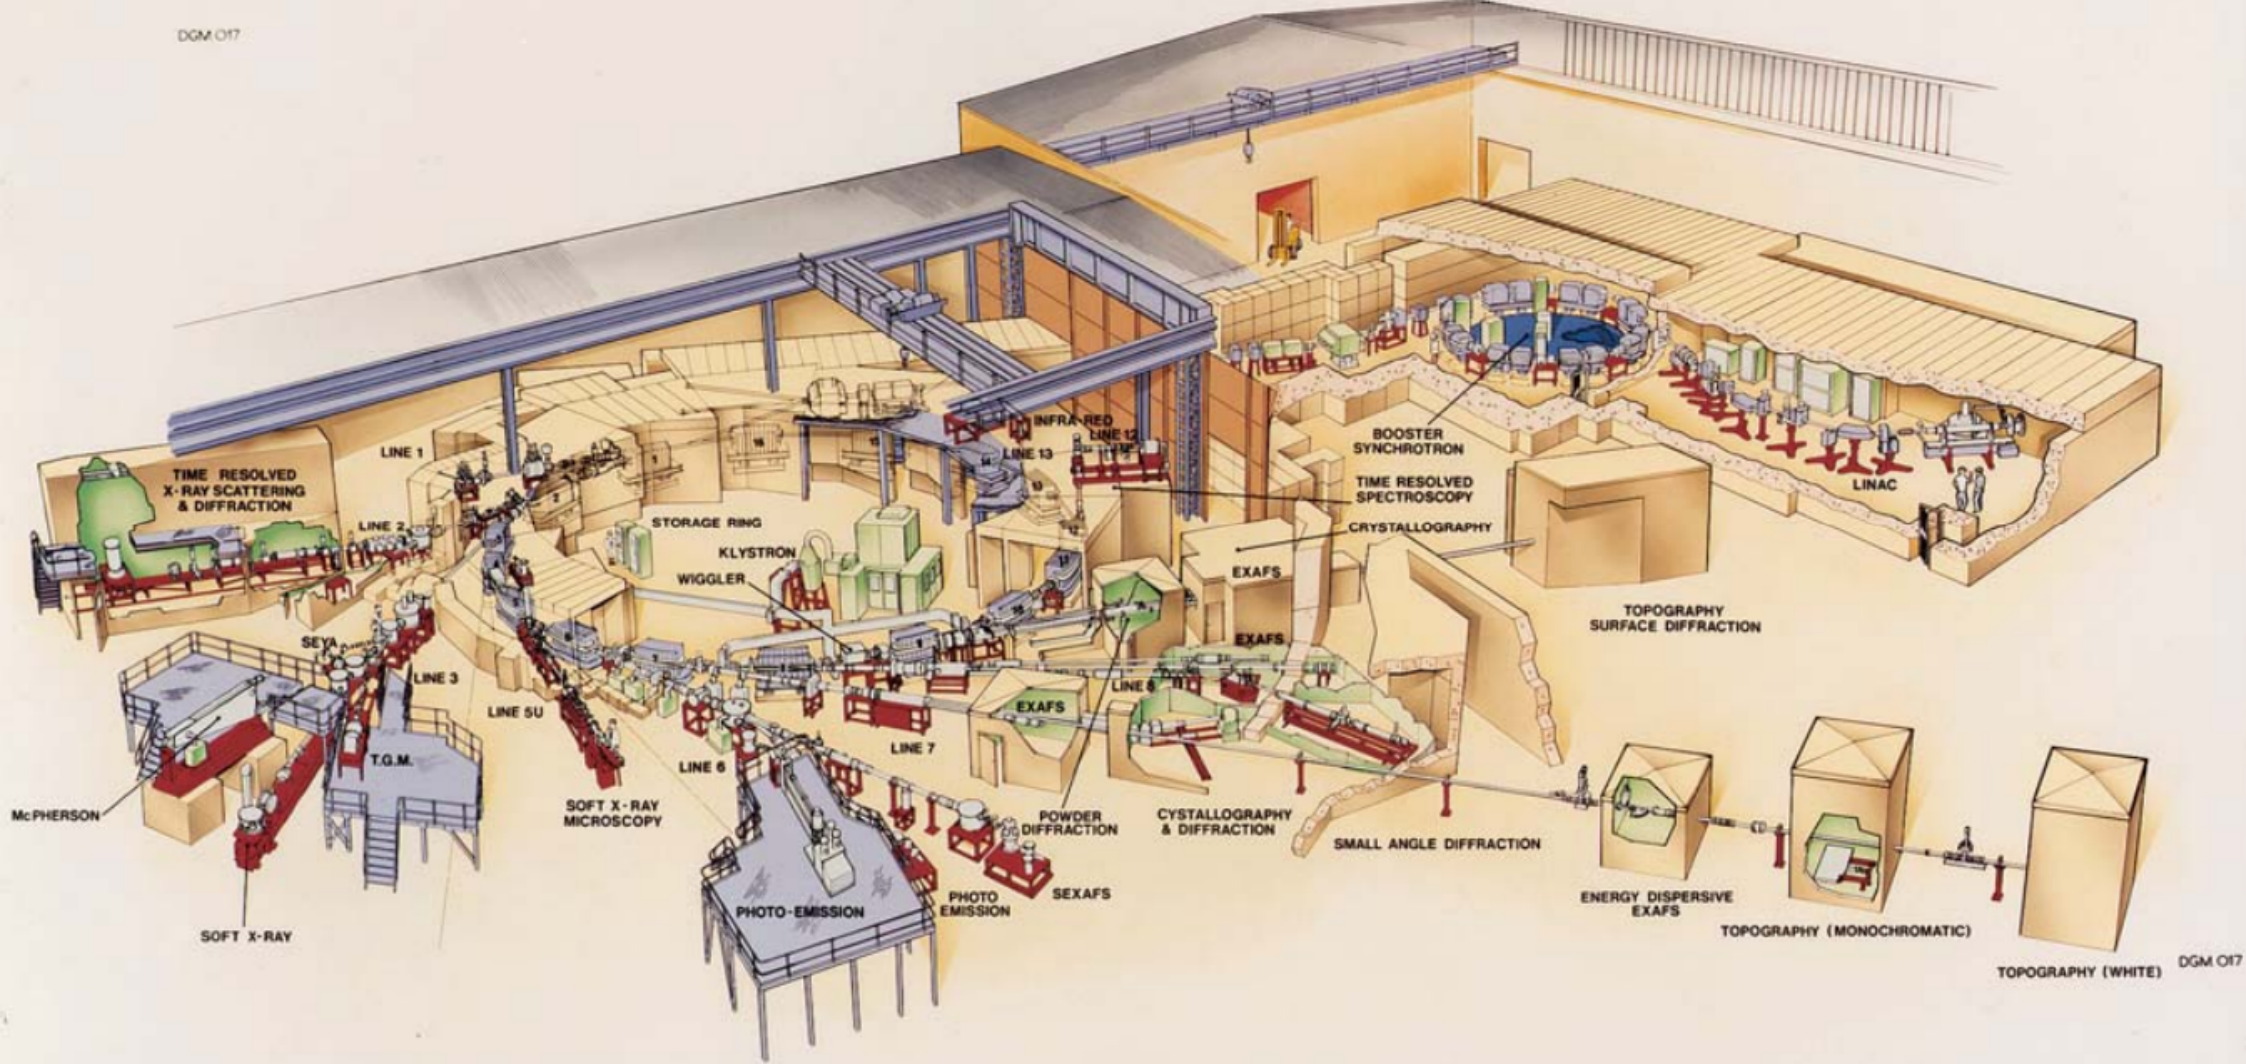 DGM 017
INFRA-RED
LINE 12
LINE 13
LINE 1
BOOSTER
SYNCHROTRON
TIME RESOLVED
X-RAY SCATTERING
& DIFFRACTION
TIME RESOLVED
SPECTROSCOPY
LINAC
LINE 2
STORAGE RING
CRYSTALLOGRAPHY
KLYSTRON
WIGGLER
EXAFS
TOPOGRAPHY
SURFACE DIFFRACTION
SEYA
EXAFS
LINE 3
LINE 8
LINE 5U
EXAFS
LINE 7
T.G.M.
LINE 6
McPHERSON
SOFT X-RAY
MICROSCOPY
POWDER
DIFFRACTION
CYSTALLOGRAPHY
& DIFFRACTION
SMALL ANGLE DIFFRACTION
SEXAFS
PHOTO
EMISSION
PHOTO-EMISSION
ENERGY DISPERSIVE
EXAFS
SOFT X-RAY
TOPOGRAPHY (MONOCHROMATIC)
TOPOGRAPHY (WHITE)
DGM 017